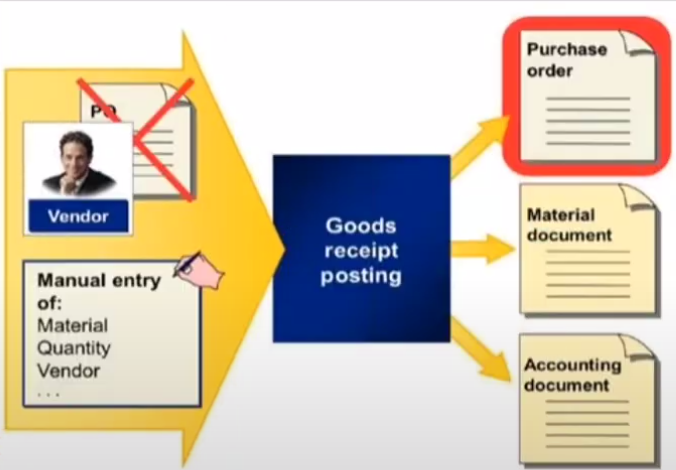 PO
Vendor
Manual entry
of:
Material
Quantity
Vendor
...
Goods
receipt
posting
Purchase
order
Material
document
Accounting
document